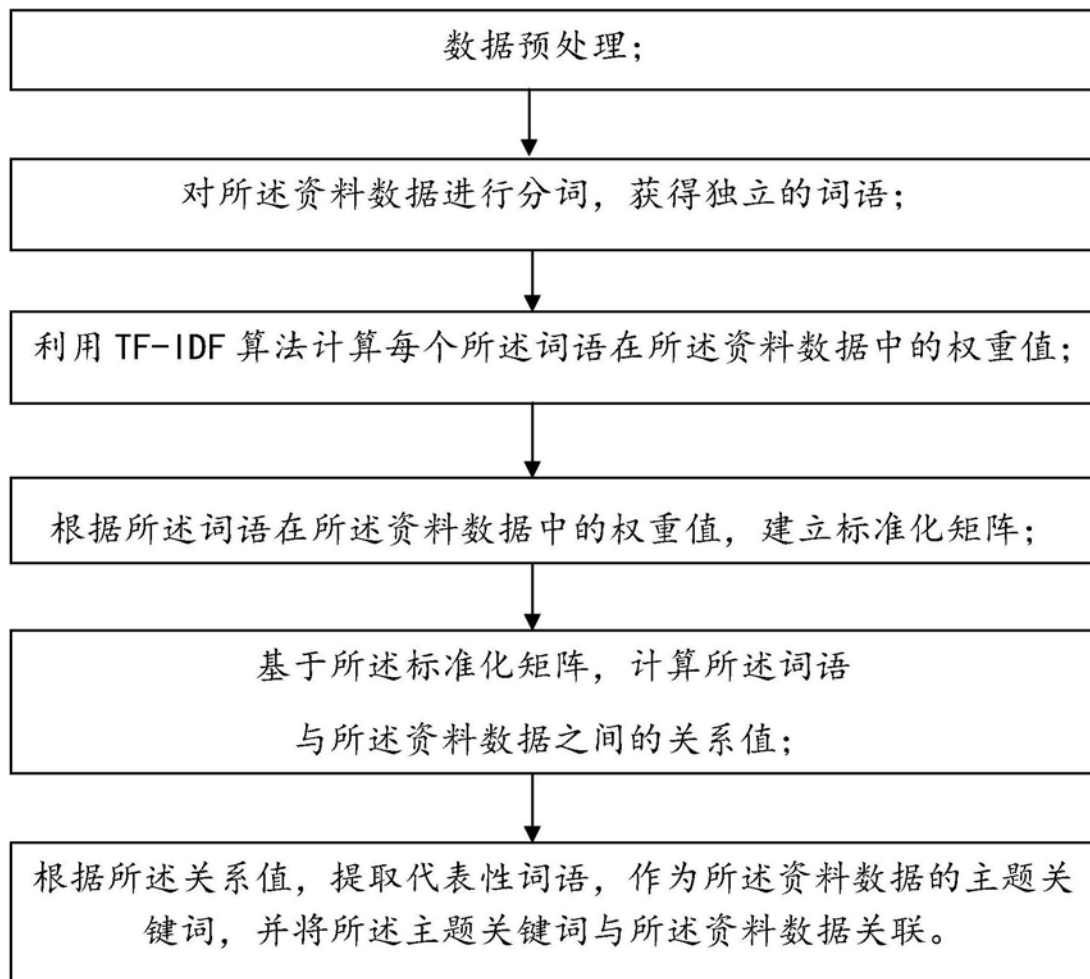 数据预处理；
对所述资料数据进行分词，获得独立的词语；
利用 TF-IDF 算法计算每个所述词语在所述资料数据中的权重值；
根据所述词语在所述资料数据中的权重值，建立标准化矩阵；
基于所述标准化矩阵，计算所述词语
与所述资料数据之间的关系值；
根据所述关系值，提取代表性词语，作为所述资料数据的主题关
键词，并将所述主题关键词与所述资料数据关联。